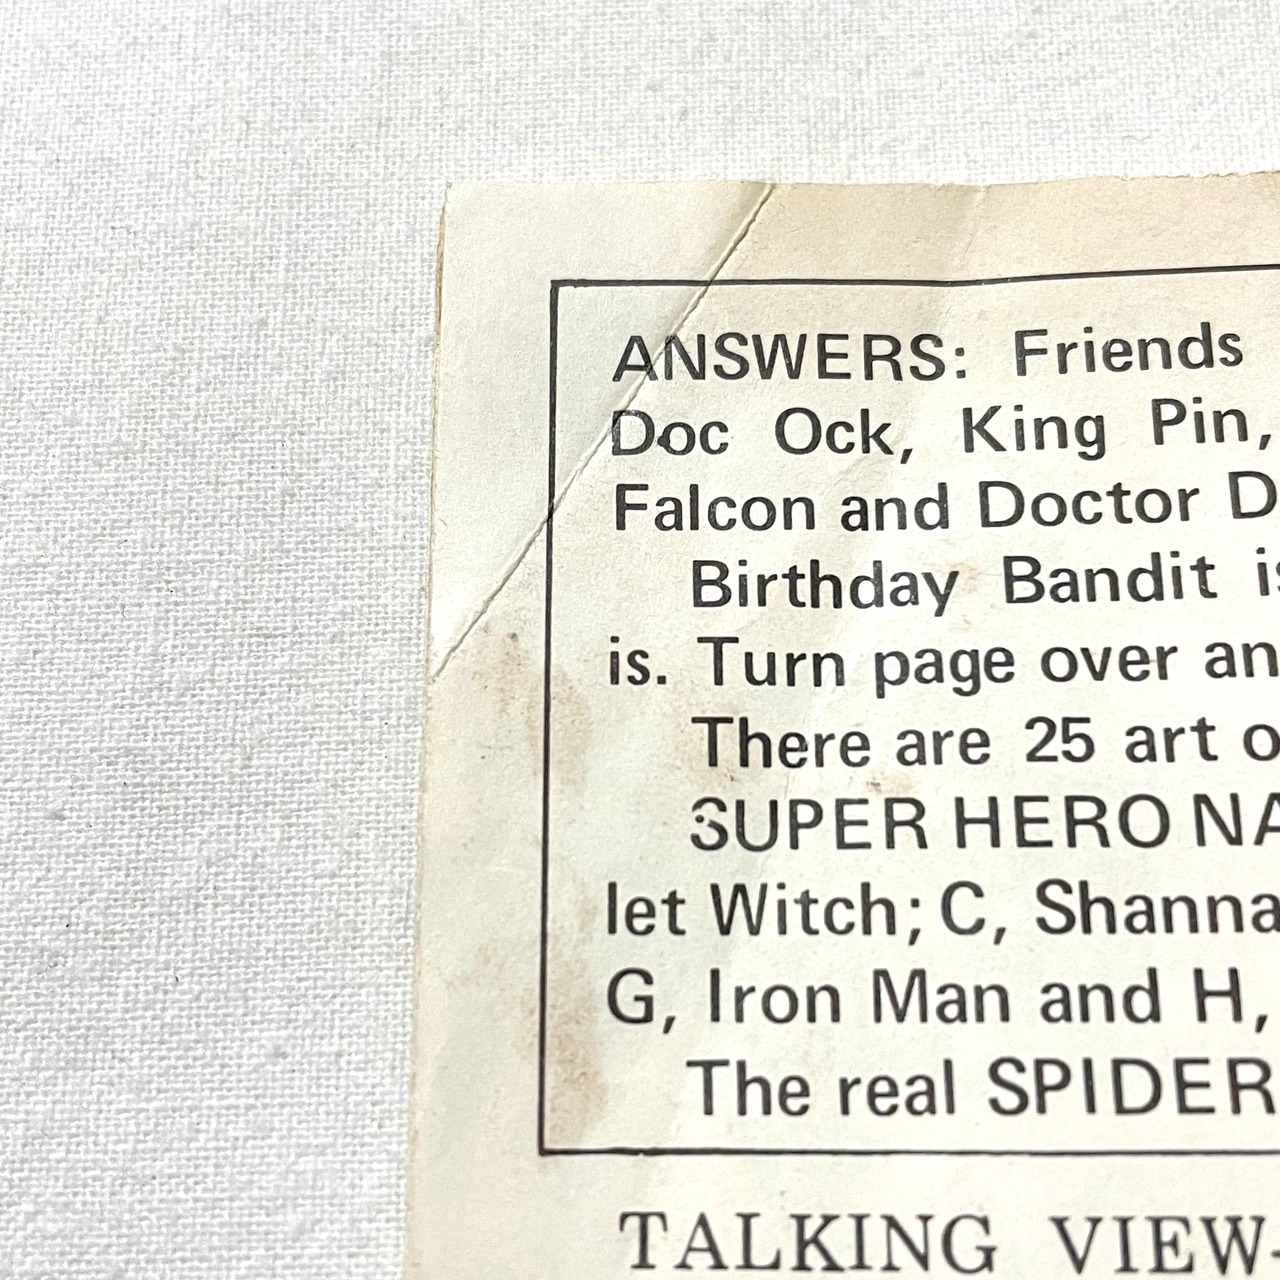 ANSWERS: Friends
Doc Ock, King Pin,
Falcon and Doctor D
Birthday Bandit is
is. Turn page over an
There are 25 art o
SUPER HERO NA
let Witch; C, Shanna
G, Iron Man and H,
The real SPIDER
TALKING VIEW-